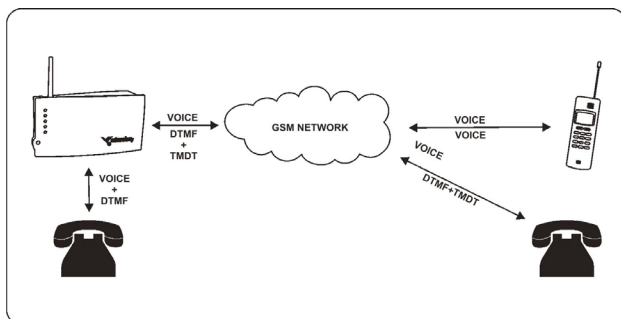 VOICE
DTMF
+
TMDT
GSM NETWORK
VOICE
VOICE
VOICE
DTMF+TMDT
VOICE
+
DTMF